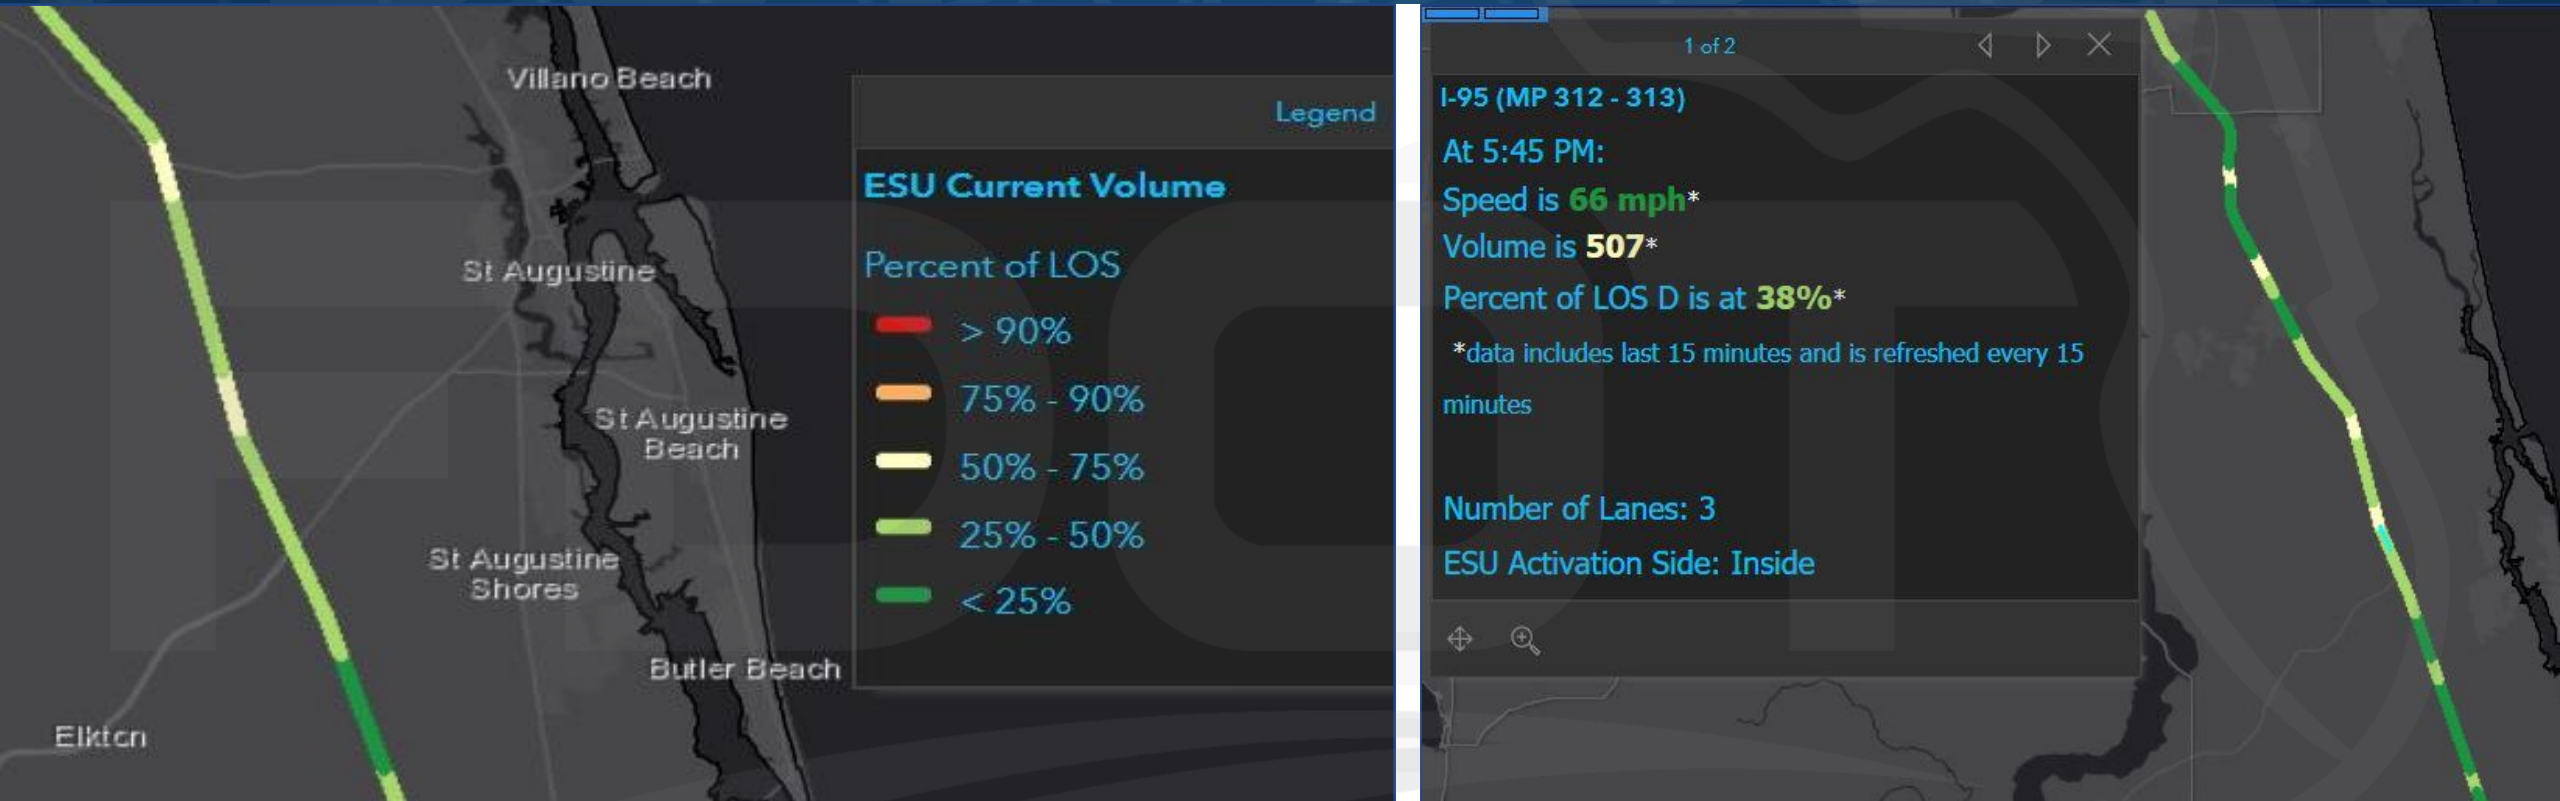 Villano Beach
St Augustine
St Augustine
Beach
St Augustine
Shores
Butler Beach
Elktcn
Legend
ESU Current Volume
Percent of LOS
> 90%
75% - 90%
50% - 75%
25% - 50%
< 25%
1 of 2
I-95 (MP 312 - 313)
At 5:45 PM:
Speed is 66 mph*
Volume is 507*
Percent of LOS D is at 38%*
*data includes last 15 minutes and is refreshed every 15
minutes
Number of Lanes: 3
ESU Activation Side: Inside
FDOT